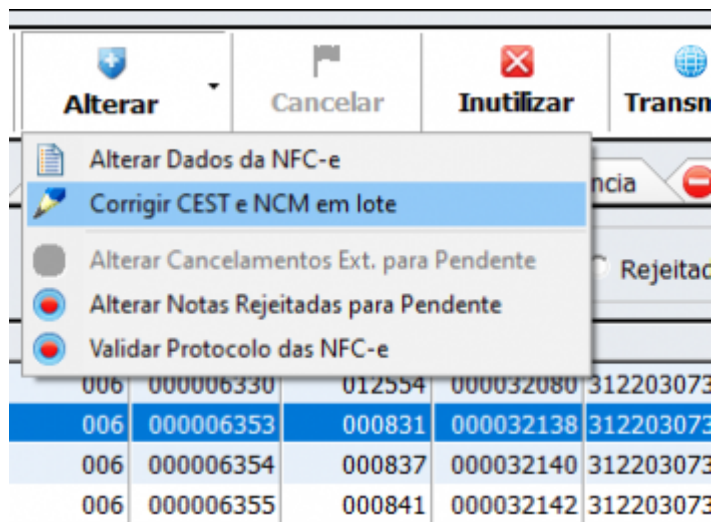 Alterar Cancelar Inutilizar Transm
Alterar Dados da NFC-e
Corrigir CEST e NCM em lote
ncia
Alterar Cancelamentos Ext. para Pendente
Rejeitad
Alterar Notas Rejeitadas para Pendente
Validar Protocolo das NFC-e
006 000006330 012554 000032080 312203073
006 000006353 000831 000032138 312203073
006 000006354 000837 000032140 312203073
006 000006355 000841 000032142 312203073